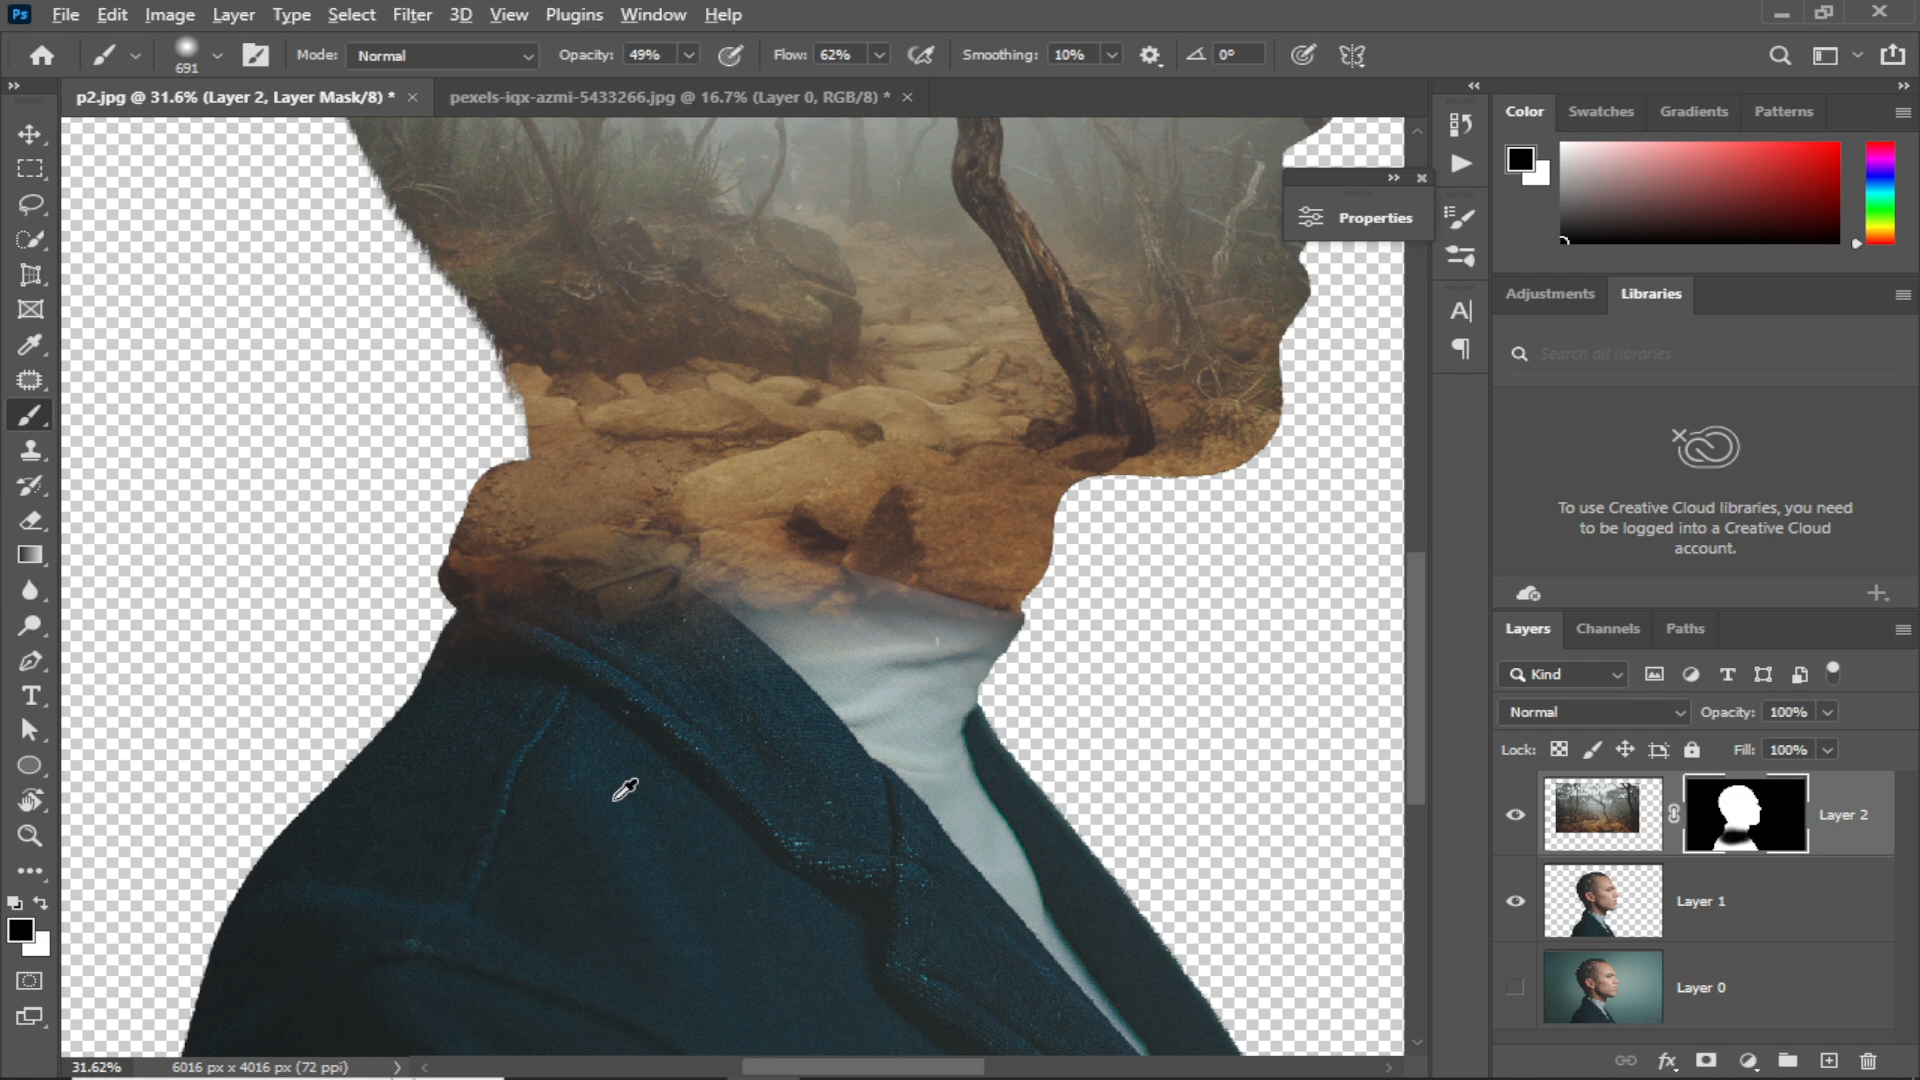 Ps File Edit Image Layer Type Select Filter 3D View Plugins Window Help
691 Mode: Normal Opacity: 49% Flow: 62% Smoothing: 10% 0°
p2.jpg @ 31.6% (Layer 2, Layer Mask/8) * pexels-iqx-azmi-5433266.jpg @ 16.7% (Layer 0, RGB/8) *
Properties
Color Swatches Gradients Patterns
Adjustments Libraries
Search all libraries
To use Creative Cloud libraries, you need
to be logged into a Creative Cloud
account.
Layers Channels Paths
Kind
Normal Opacity: 100%
Lock: Fill: 100%
Layer 2
Layer 1
Layer 0
31.62% 6016 px x 4016 px (72 ppi)